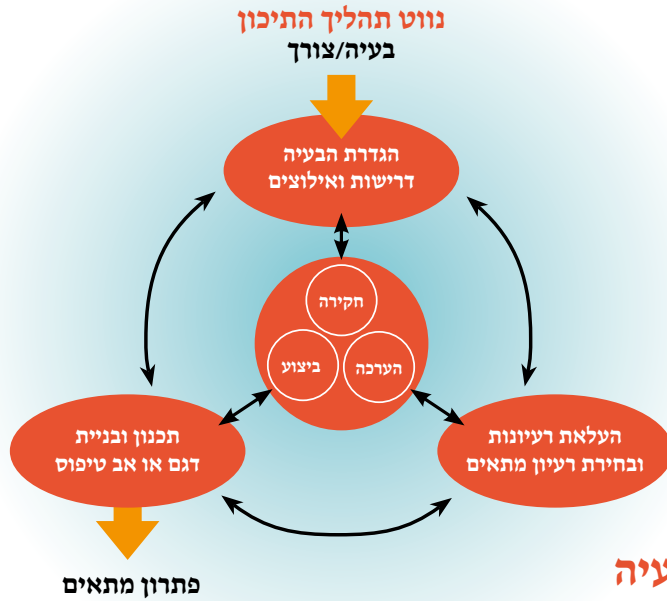 נווט תהליך התיכון
בעיה/צורך
הגדרת הבעיה
דרישות ואילוצים
חקירה
הערכה
ביצוע
העלאת רעיונות
ובחירת רעיון מתאים
תכנון ובניית
דגם או אב טיפוס
פתרון מתאים